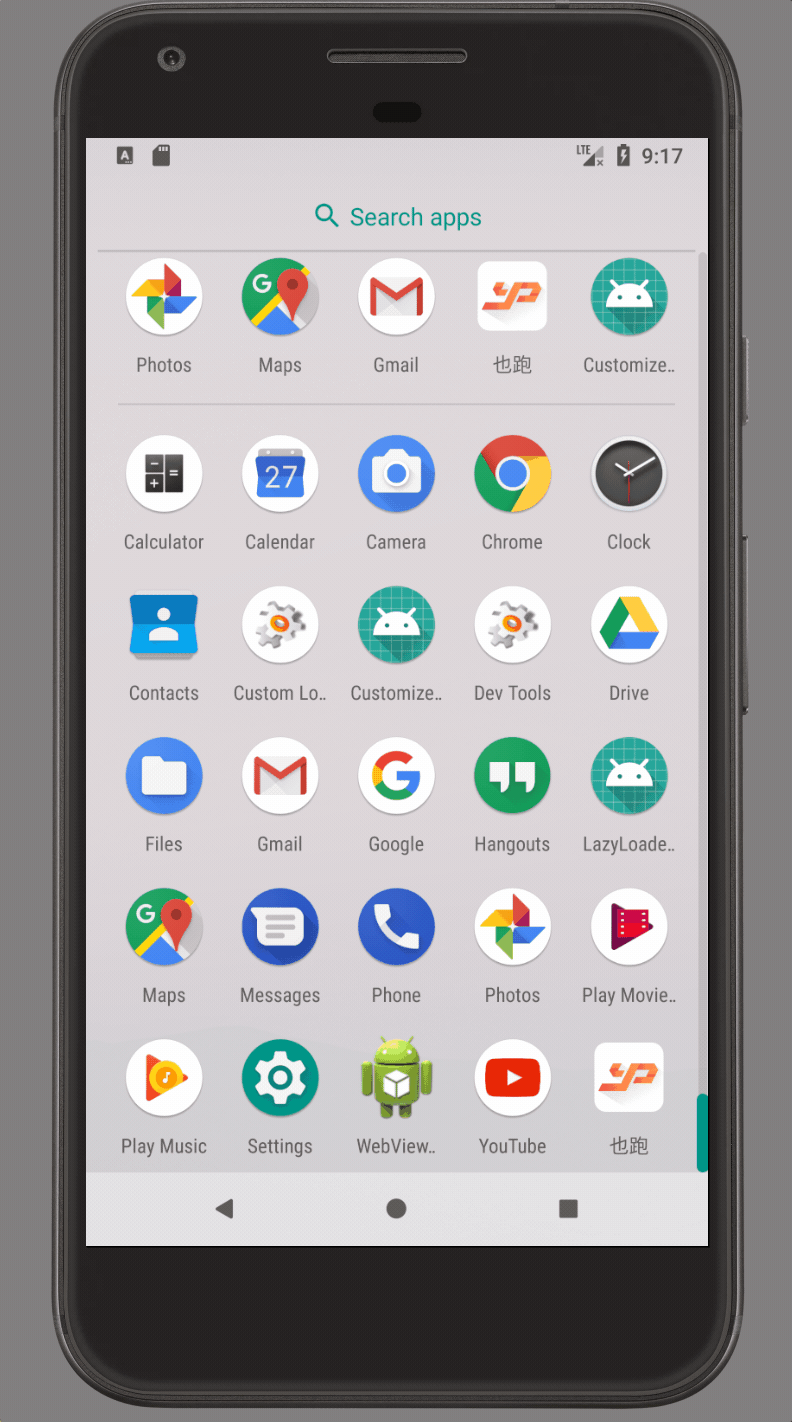 A
LTE
9:17
Search apps
Photos
Maps
Gmail
也跑
Customize..
Calculator
27
Calendar
Camera
Chrome
Clock
Contacts
Custom Lo..
Customize..
Dev Tools
Drive
Files
Gmail
Google
Hangouts
LazyLoade..
Maps
Messages
Phone
Photos
Play Movie..
Play Music
Settings
WebView..
YouTube
也跑